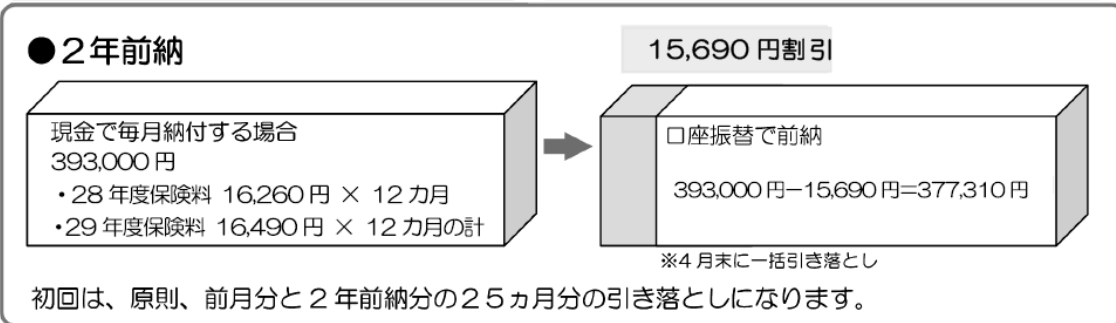 ●2年前納
15,690 円割引
現金で毎月納付する場合
393,000 円
・28 年度保険料 16,260 円 × 12 カ月
・29 年度保険料 16,490 円 × 12 カ月の計
口座振替で前納
393,000 円−15,690 円=377,310 円
※4 月末に一括引き落とし
初回は、原則、前月分と2年前納分の25ヵ月分の引き落としになります。